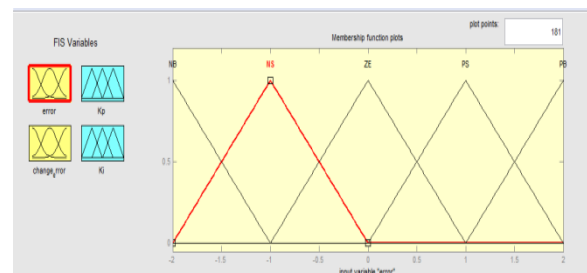 plot points:
181
FIS Variables
Membership function plots
NB NS ZE PS PB
1
0.5
0
error Kp
change_error Ki
-2 -1.5 -1 -0.5 0 0.5 1 1.5 2
input variable "error"